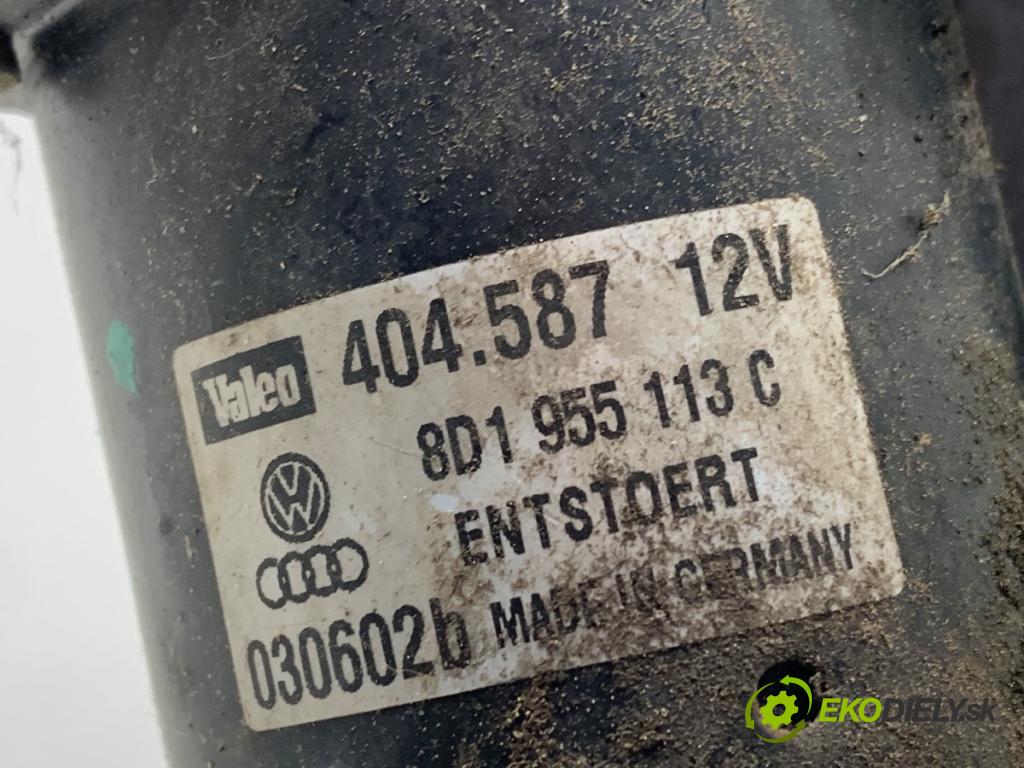 Valeo 404.587 12V
8D1 955 113 C
ENTSTOERT
030602b MADE IN GERMANY
EKODIELY.sk